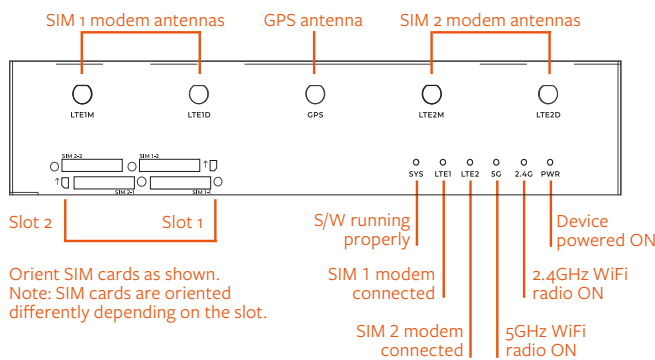 SIM 1 modem antennas
GPS antenna
SIM 2 modem antennas
LTE1M
LTE1D
GPS
LTE2M
LTE2D
SIM 2-2
SIM 1-2
SIM 2-1
SIM 1-1
SYS
LTE1
LTE2
5G
2.4G
PWR
Slot 2
Slot 1
S/W running
properly
Device
powered ON
Orient SIM cards as shown.
Note: SIM cards are oriented
differently depending on the slot.
SIM 1 modem
connected
2.4GHz WiFi
radio ON
SIM 2 modem
connected
5GHz WiFi
radio ON